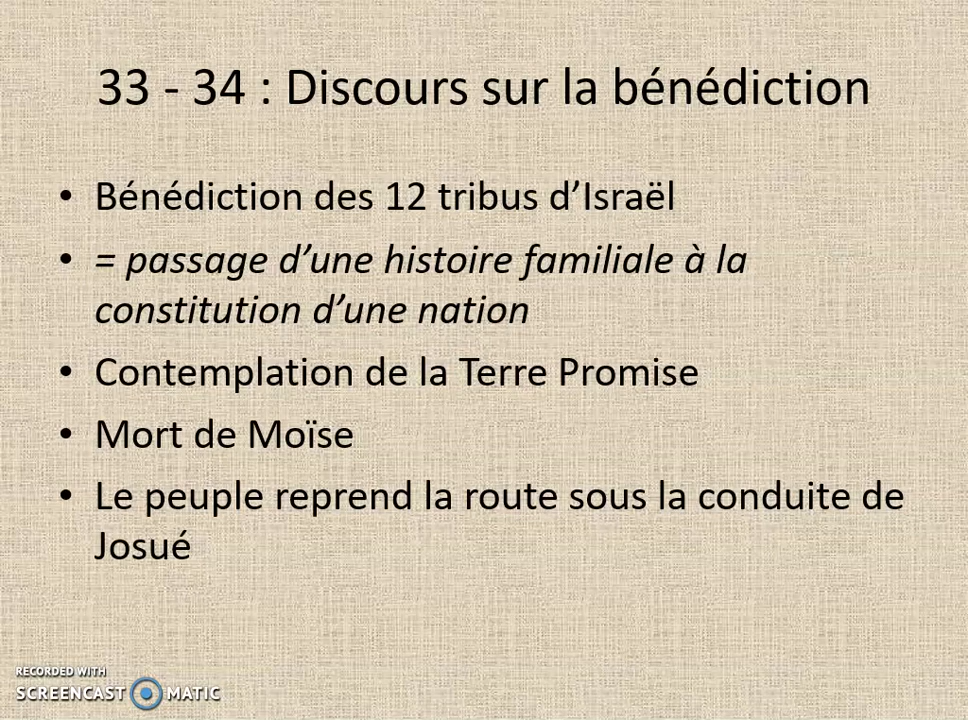 33 - 34 : Discours sur la bénédiction
• Bénédiction des 12 tribus d’Israël
• = passage d’une histoire familiale à la
constitution d’une nation
• Contemplation de la Terre Promise
• Mort de Moïse
• Le peuple reprend la route sous la conduite de
Josué
RECORDED WITH
SCREENCAST MATIC